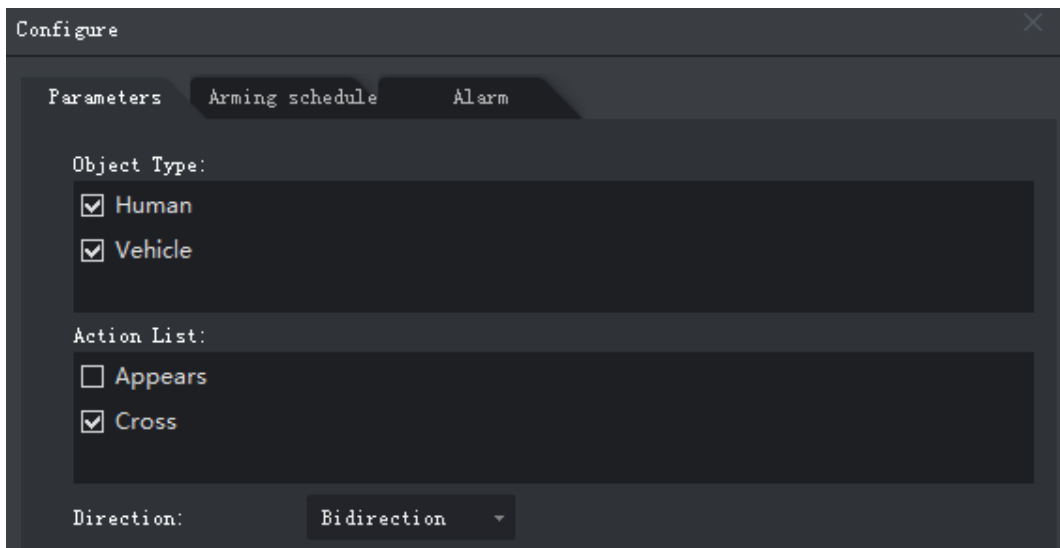 Configure
Parameters Arming schedule Alarm
Object Type:
Human
Vehicle
Action List:
Appears
Cross
Direction: Bidirection